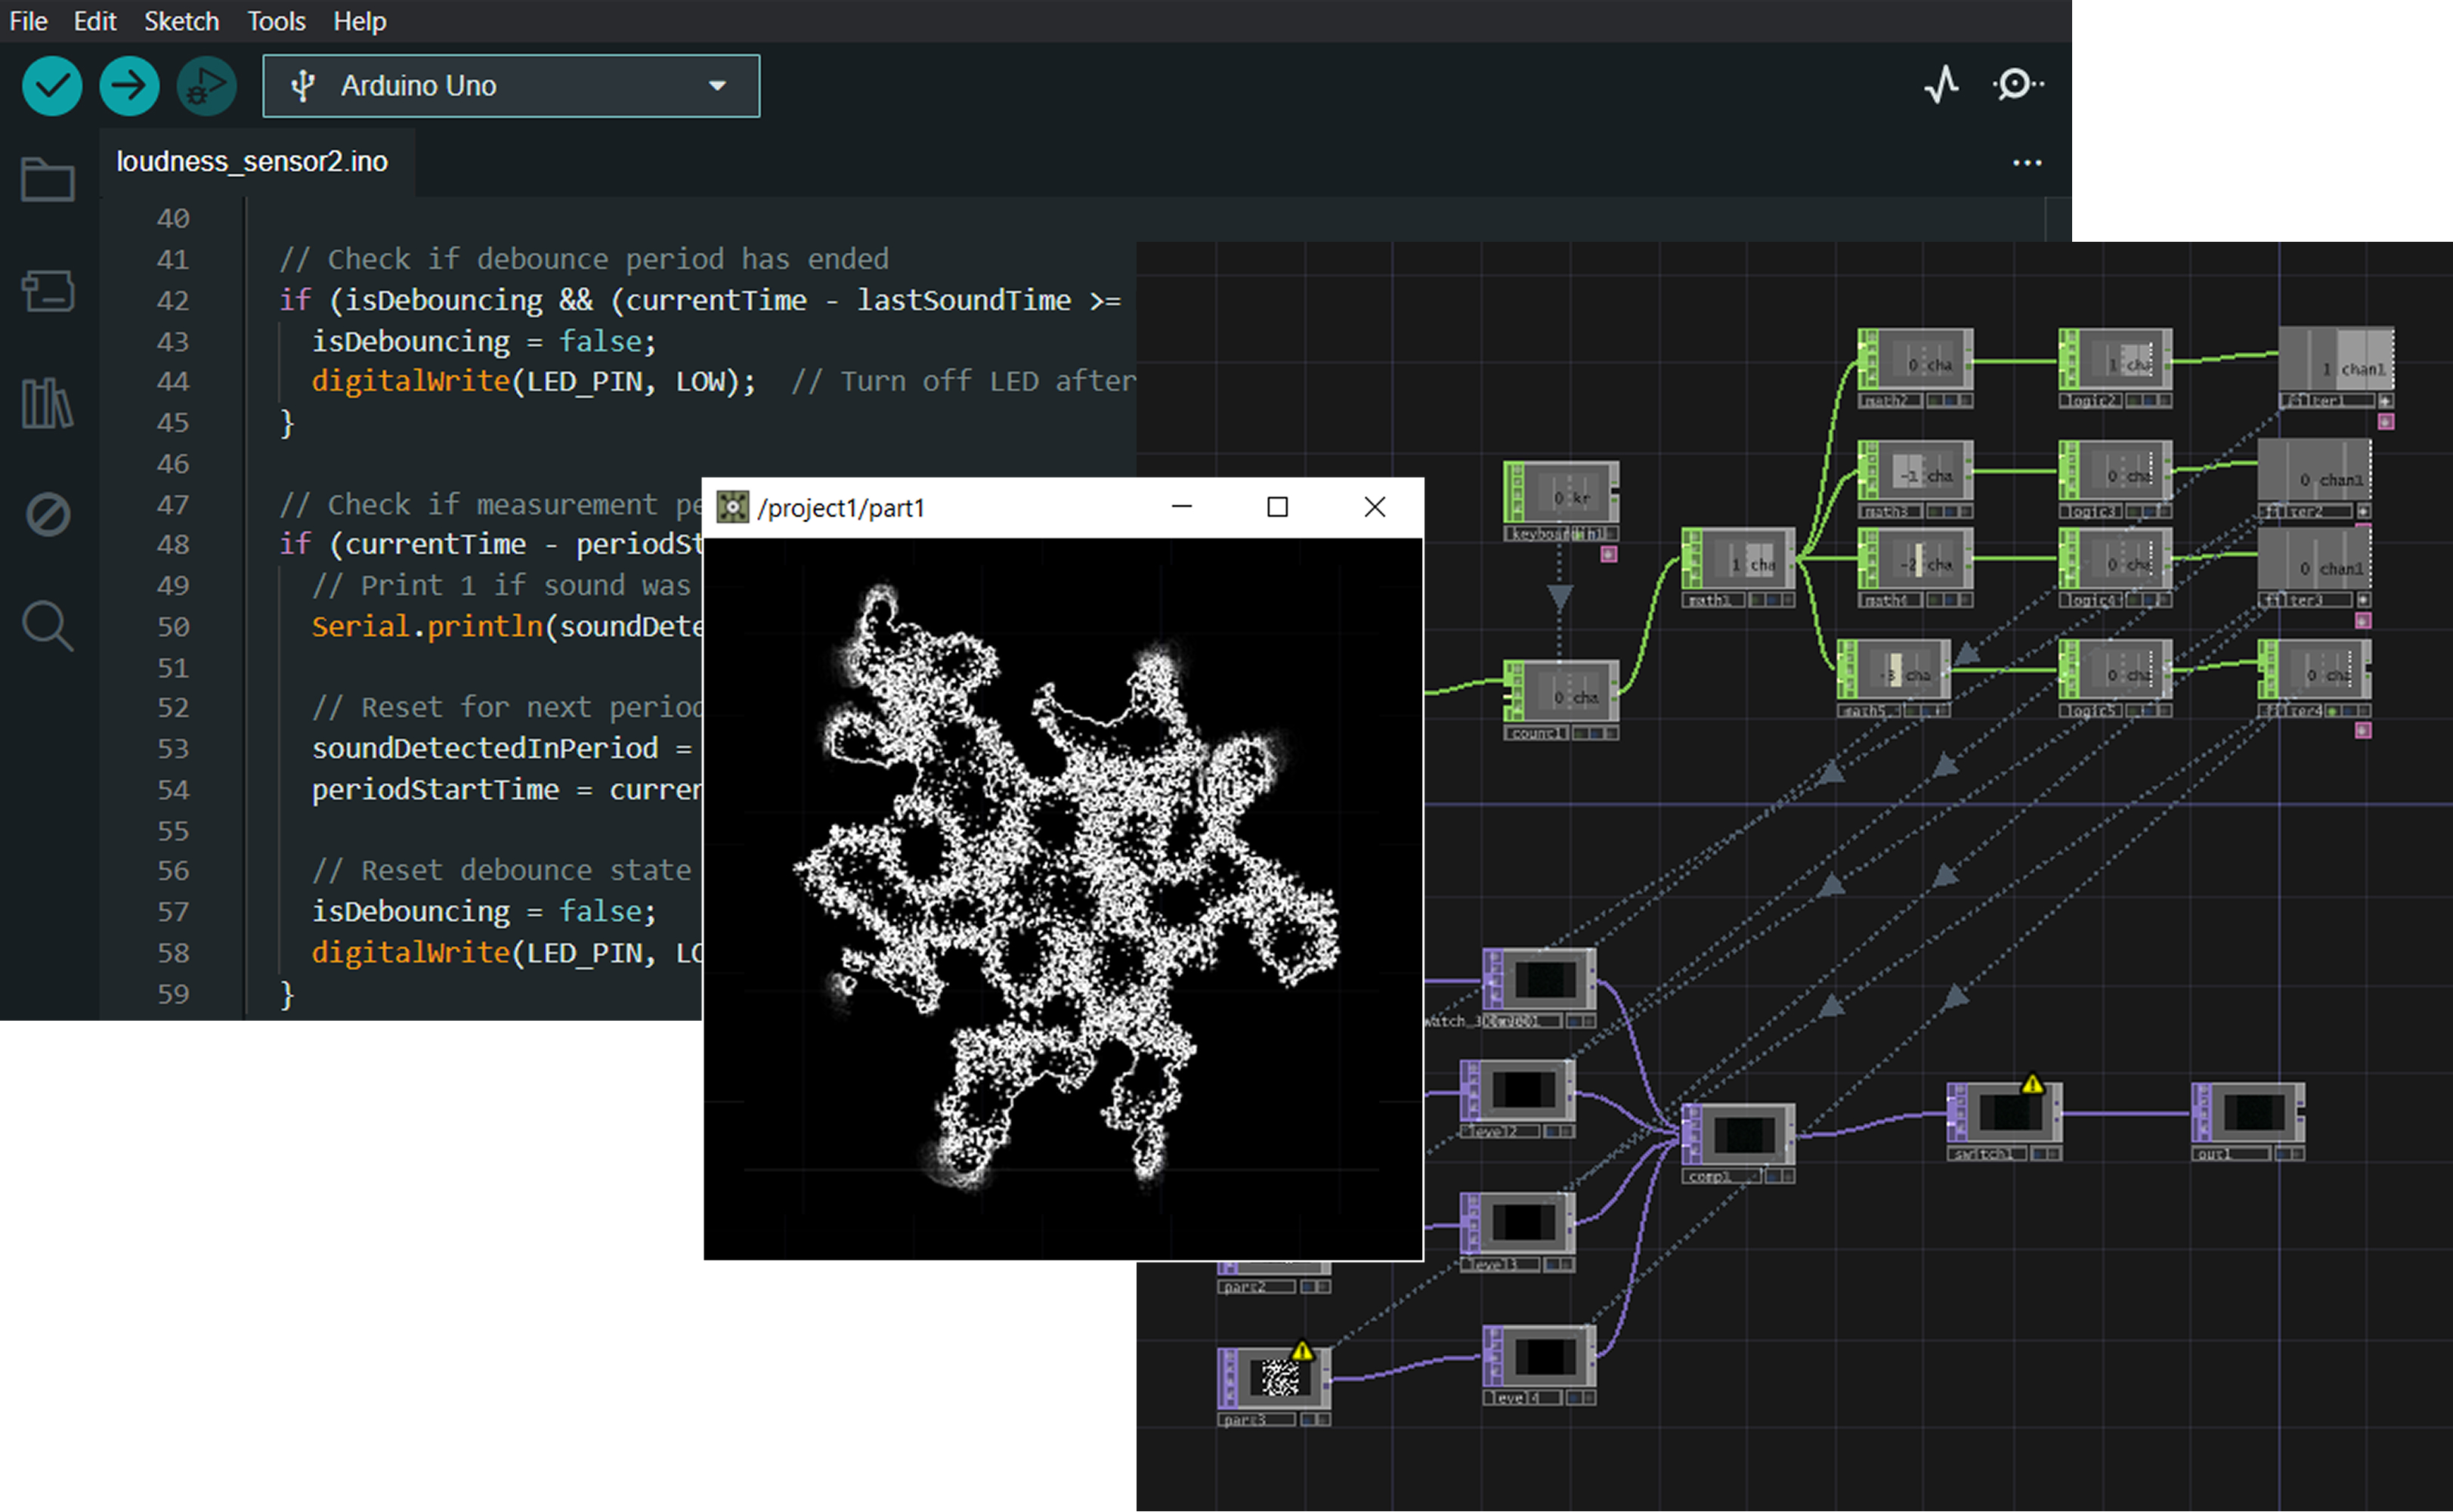 File Edit Sketch Tools Help
Arduino Uno
loudness_sensor2.ino
40
41 // Check if debounce period has ended
42 if (isDebouncing && (currentTime - lastSoundTime >=
43 isDebouncing = false;
44 digitalWrite(LED_PIN, LOW); // Turn off LED after
45 }
46
47 // Check if measurement pe
48 if (currentTime - periodSt
49 // Print 1 if sound was
50 Serial.println(soundDete
51
52 // Reset for next period
53 soundDetectedInPeriod =
54 periodStartTime = curren
55
56 // Reset debounce state
57 isDebouncing = false;
58 digitalWrite(LED_PIN, LO
59 }
/project1/part1
0 cha
math2
1 cha
logic2
1 chan1
filter1
-1 cha
math3
0 cha
logic3
0 chan1
filter2
0 kr
1 cha
math1
-2 cha
math4
0 cha
logic4
0 chan1
filter3
0 cha
count1
-3 cha
math5
0 cha
logic5
0 cha
filter4
level2
comp1
switch1
out1
level3
part2
level4
part3